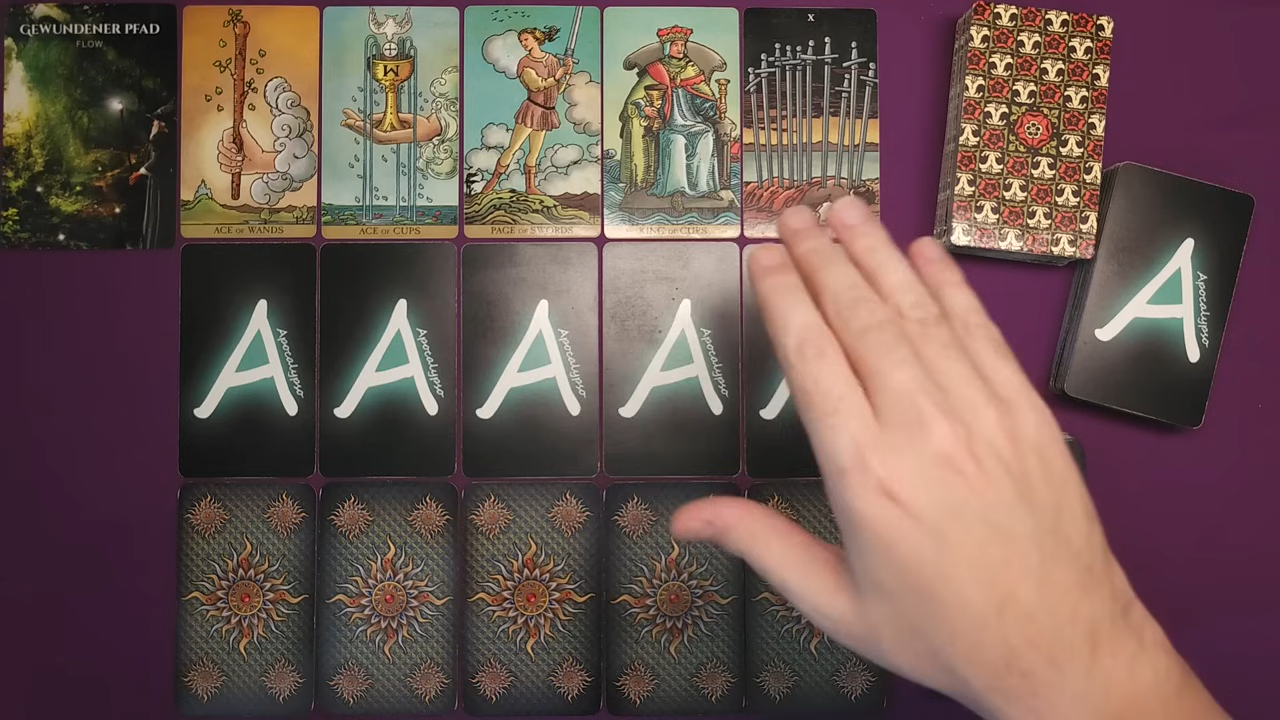 GEWUNDENER PFAD
FLOW
ACE OF WANDS
ACE OF CUPS
PAGE OF SWORDS
KING OF CUPS
X
A Apocalypso
A Apocalypso
A Apocalypso
A Apocalypso
A
A Apocalypso